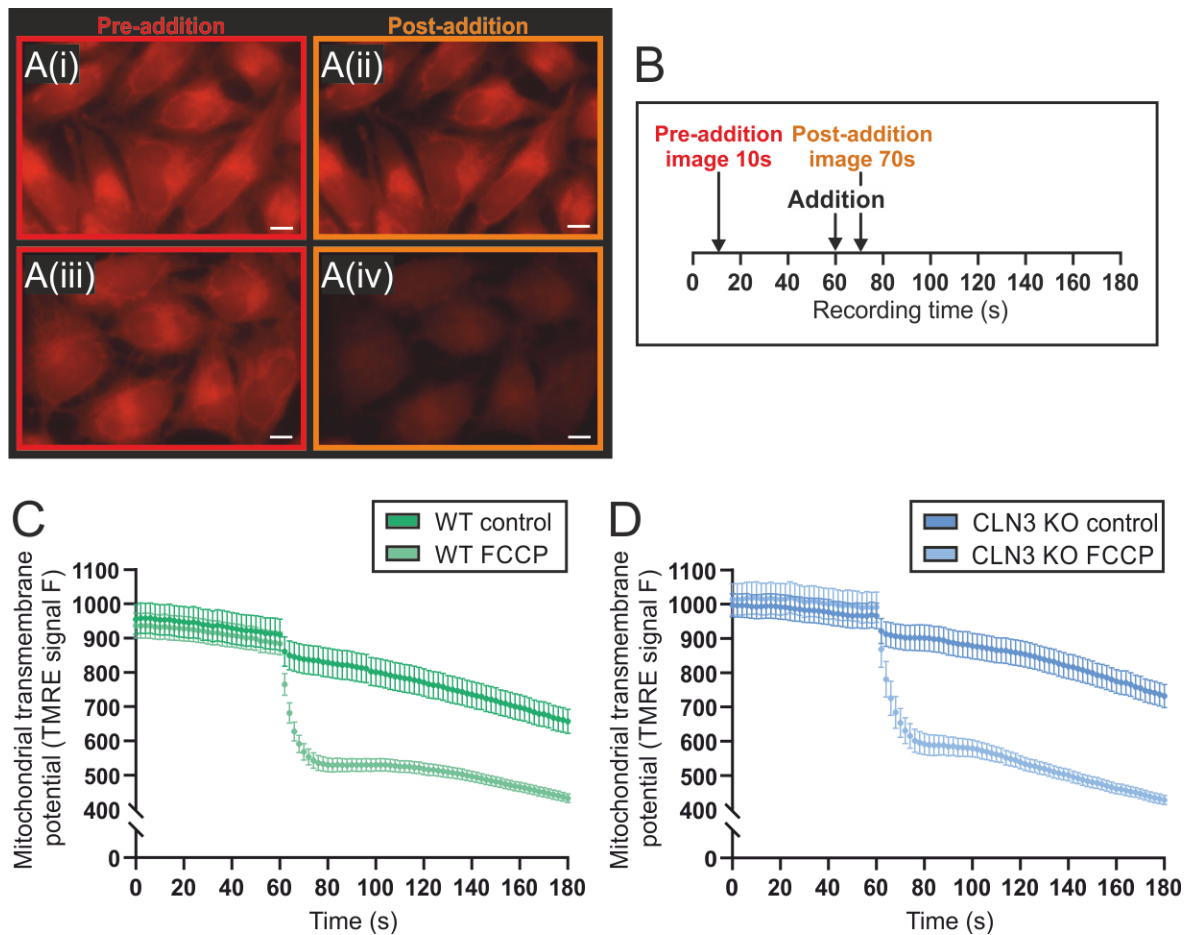 Pre-addition
Post-addition
A(i)
A(ii)
A(iii)
A(iv)
B
Pre-addition
image 10s
Post-addition
image 70s
Addition
0 20 40 60 80 100 120 140 160 180
Recording time (s)
C
WT control
WT FCCP
Mitochondrial transmembrane
potential (TMRE signal F)
1100
1000
900
800
700
600
500
400
0
0 20 40 60 80 100 120 140 160 180
Time (s)
D
CLN3 KO control
CLN3 KO FCCP
Mitochondrial transmembrane
potential (TMRE signal F)
1100
1000
900
800
700
600
500
400
0
0 20 40 60 80 100 120 140 160 180
Time (s)